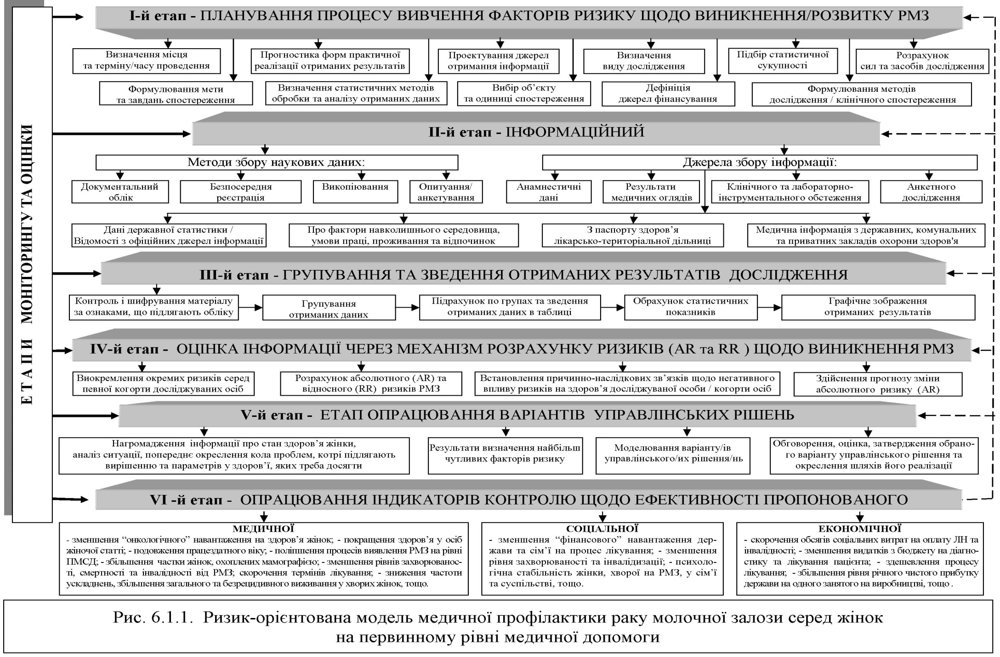 ЕТАПИ МОНІТОРИНГУ ТА ОЦІНКИ
І-й етап - ПЛАНУВАННЯ ПРОЦЕСУ ВИВЧЕННЯ ФАКТОРІВ РИЗИКУ ЩОДО ВИНИКНЕННЯ/РОЗВИТКУ РМЗ
Визначення місця
та терміну/часу проведення
Прогностика форм практичної
реалізації отриманих результатів
Проектування джерел
отримання інформації
Визначення
виду дослідження
Підбір статистичної
сукупності
Розрахунок
сил та засобів дослідження
Формулювання мети
та завдань спостереження
Визначення статистичних методів
обробки та аналізу отриманих даних
Вибір об’єкту
та одиниці спостереження
Дефініція
джерел фінансування
Формулювання методів
дослідження / клінічного спостереження
ІІ-й етап - ІНФОРМАЦІЙНИЙ
Методи збору наукових даних:
Джерела збору інформації:
Документальний
облік
Безпосередня
реєстрація
Викопіювання
Опитуання/
анкетування
Анамнестичні
дані
Результати
медичних оглядів
Клінічного та лабораторно-
інструментального обстеження
Анкетного
дослідження
Дані державної статистики /
Відомості з офіційних джерел інформації
Про фактори навколишнього середовища,
умови праці, проживання та відпочинок
З паспорту здоров’я
лікарсько-територіальної дільниці
Медична інформація з державних, комунальних
та приватних закладів охорони здоров'я
ІІІ-й етап - ГРУПУВАННЯ ТА ЗВЕДЕННЯ ОТРИМАНИХ РЕЗУЛЬТАТІВ ДОСЛІДЖЕННЯ
Контроль і шифрування матеріалу
за ознаками, що підлягають обліку
Групування
отриманих даних
Підрахунок по групах та зведення
отриманих даних в таблиці
Обрахунок статистичних
показників
Графічне зображення
отриманих результатів
IV-й етап - ОЦІНКА ІНФОРМАЦІЇ ЧЕРЕЗ МЕХАНІЗМ РОЗРАХУНКУ РИЗИКІВ (AR та RR ) ЩОДО ВИНИКНЕННЯ РМЗ
Виокремлення окремих ризиків серед
певної когорти досліджуваних осіб
Розрахунок абсолютного (AR) та
відносного (RR) ризиків РМЗ
Встановлення причинно-наслідкових зв’язків щодо негативного
впливу ризиків на здоров’я досліджуваної особи / когорти осіб
Здійснення прогнозу зміни
абсолютного ризику (AR)
V-й етап - ЕТАП ОПРАЦЮВАННЯ ВАРІАНТІВ УПРАВЛІНСЬКИХ РІШЕНЬ
Нагромадження інформації про стан здоров’я жінки,
аналіз ситуації, попереднє окреслення кола проблем, котрі підлягають
вирішенню та параметрів у здоров’ї, яких треба досягти
Результати визначення найбільш
чутливих факторів ризику
Моделювання варіанту/ів
управлінського/их рішення/нь
Обговорення, оцінка, затвердження обрано-
го варіанту управлінського рішення та
окреслення шляхів його реалізації
VI -й етап - ОПРАЦЮВАННЯ ІНДИКАТОРІВ КОНТРОЛЮ ЩОДО ЕФЕКТИВНОСТІ ПРОПОНОВАНОГО
МЕДИЧНОЇ
- зменшення “онкологічного” навантаження на здоров’я жінок; - покращення здоров’я у осіб
жіночої статті; - подовження працездатного віку; - поліпшення процесів виявлення РМЗ на рівні
ПМСД; - збільшення частки жінок, охоплених мамографією; - зменшення рівнів захворюванос-
ті, смертності та інвалідності від РМЗ; скорочення термінів лікування; - зниження частоти
ускладнень, збільшення загального та безрецидивного виживання у хворих жінок, тощо.
СОЦІАЛЬНОЇ
- зменшення “фінансового” навантаження дер-
жави та сім’ї на процес лікування; - зменшення
рівня захворюваності та інвалідизації; - психоло-
гічна стабільність жінки, хворої на РМЗ, у сім’ї
та суспільстві, тощо.
ЕКОНОМІЧНОЇ
- скорочення обсягів соціальних витрат на оплату ЛН та
інвалідності; - зменшення видатків з бюджету на діагно-
стику та лікування пацієнта; - здешевлення процесу
лікування; - збільшення рівня річного чистого прибутку
держави на одного занятого на виробництві, тощо .
Рис. 6.1.1. Ризик-орієнтована модель медичної профілактики раку молочної залози серед жінок
на первинному рівні медичної допомоги